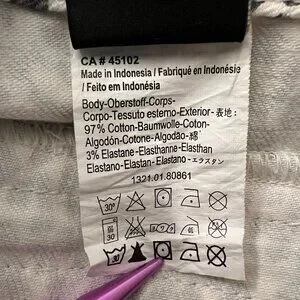 CA # 45102
Made in Indonesia / Fabriqué en Indonésie
/ Feito em Indonésia
Body-Oberstoff-Corps-
Corpo-Tessuto esterno-Exterior-表地:
97% Cotton-Baumwolle-Coton-
Algodón-Cotone-Algodão-綿
3% Elastane-Elasthanne-Elasthan
Elastano-Elastan-Elastano-エラスタン
1321.01.80861
30
30
30